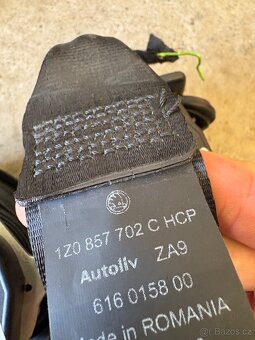 1Z0 857 702 C HCP
Autoliv ZA9
616 0158 00
Made in ROMANIA